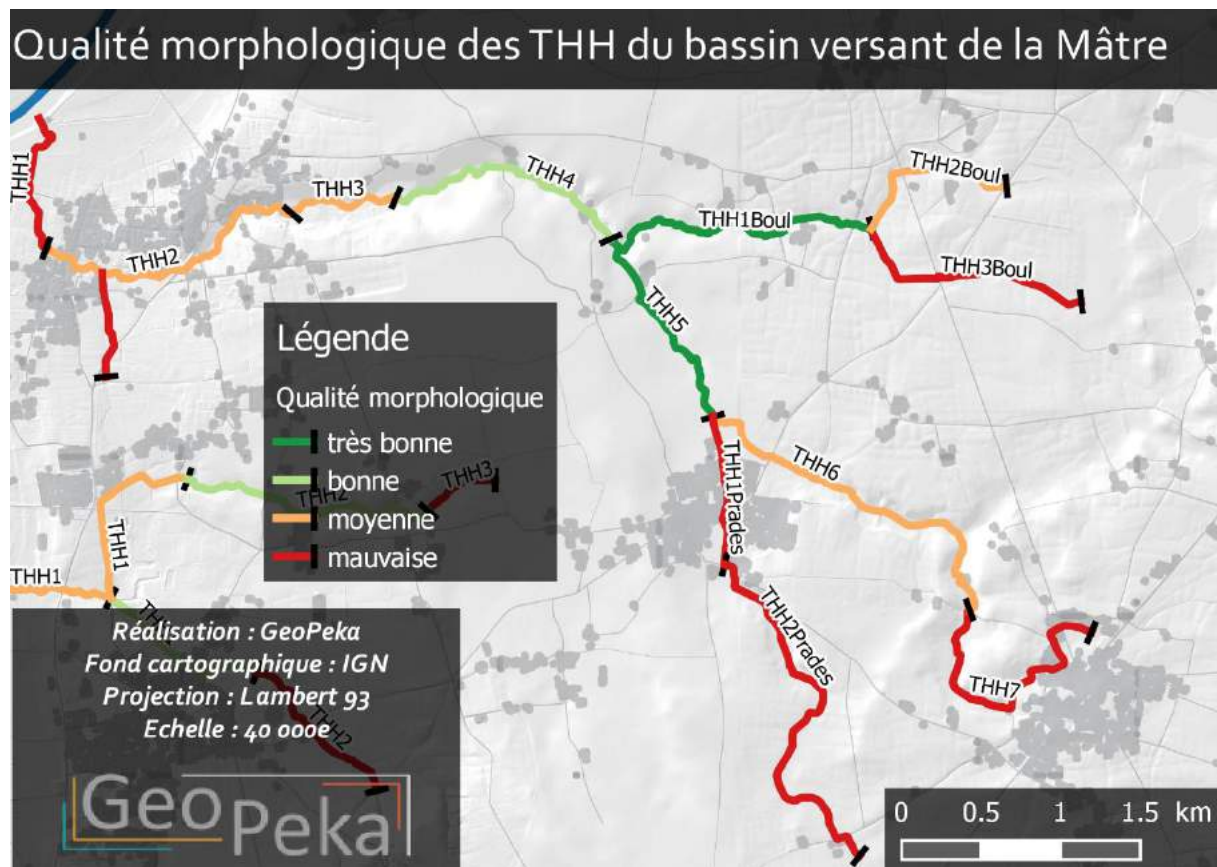 Qualité morphologique des THH du bassin versant de la Mâtre
THH1
THH2
THH3
THH4
THH1Boul
THH2Boul
THH3Boul
THH5
THH1Prades
THH6
THH2Prades
THH7
Légende
Qualité morphologique
très bonne
bonne
moyenne
mauvaise
THH2
THH3
THH1
THH1
THH2
Réalisation : GeoPeka
Fond cartographique : IGN
Projection : Lambert 93
Echelle : 40 000e
GeoPeka
0 0.5 1 1.5 km